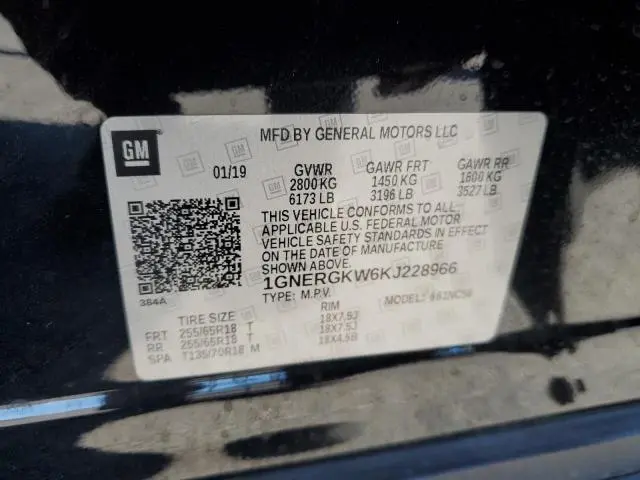 GM
MFD BY GENERAL MOTORS LLC
01/19 GVWR GAWR FRT GAWR RR
2800 KG 1450 KG 1600 KG
6173 LB 3196 LB 3527 LB
THIS VEHICLE CONFORMS TO ALL
APPLICABLE U.S. FEDERAL MOTOR
VEHICLE SAFETY STANDARDS IN EFFECT
ON THE DATE OF MANUFACTURE
SHOWN ABOVE.
1GNERGKW6KJ228966
384A
TYPE: M.P.V. MODEL:
TIRE SIZE RIM
FRT 255/65R18 T 18X7.5J
RR 255/65R18 T 18X7.5J
SPA T135/70R18 M 18X4.5B